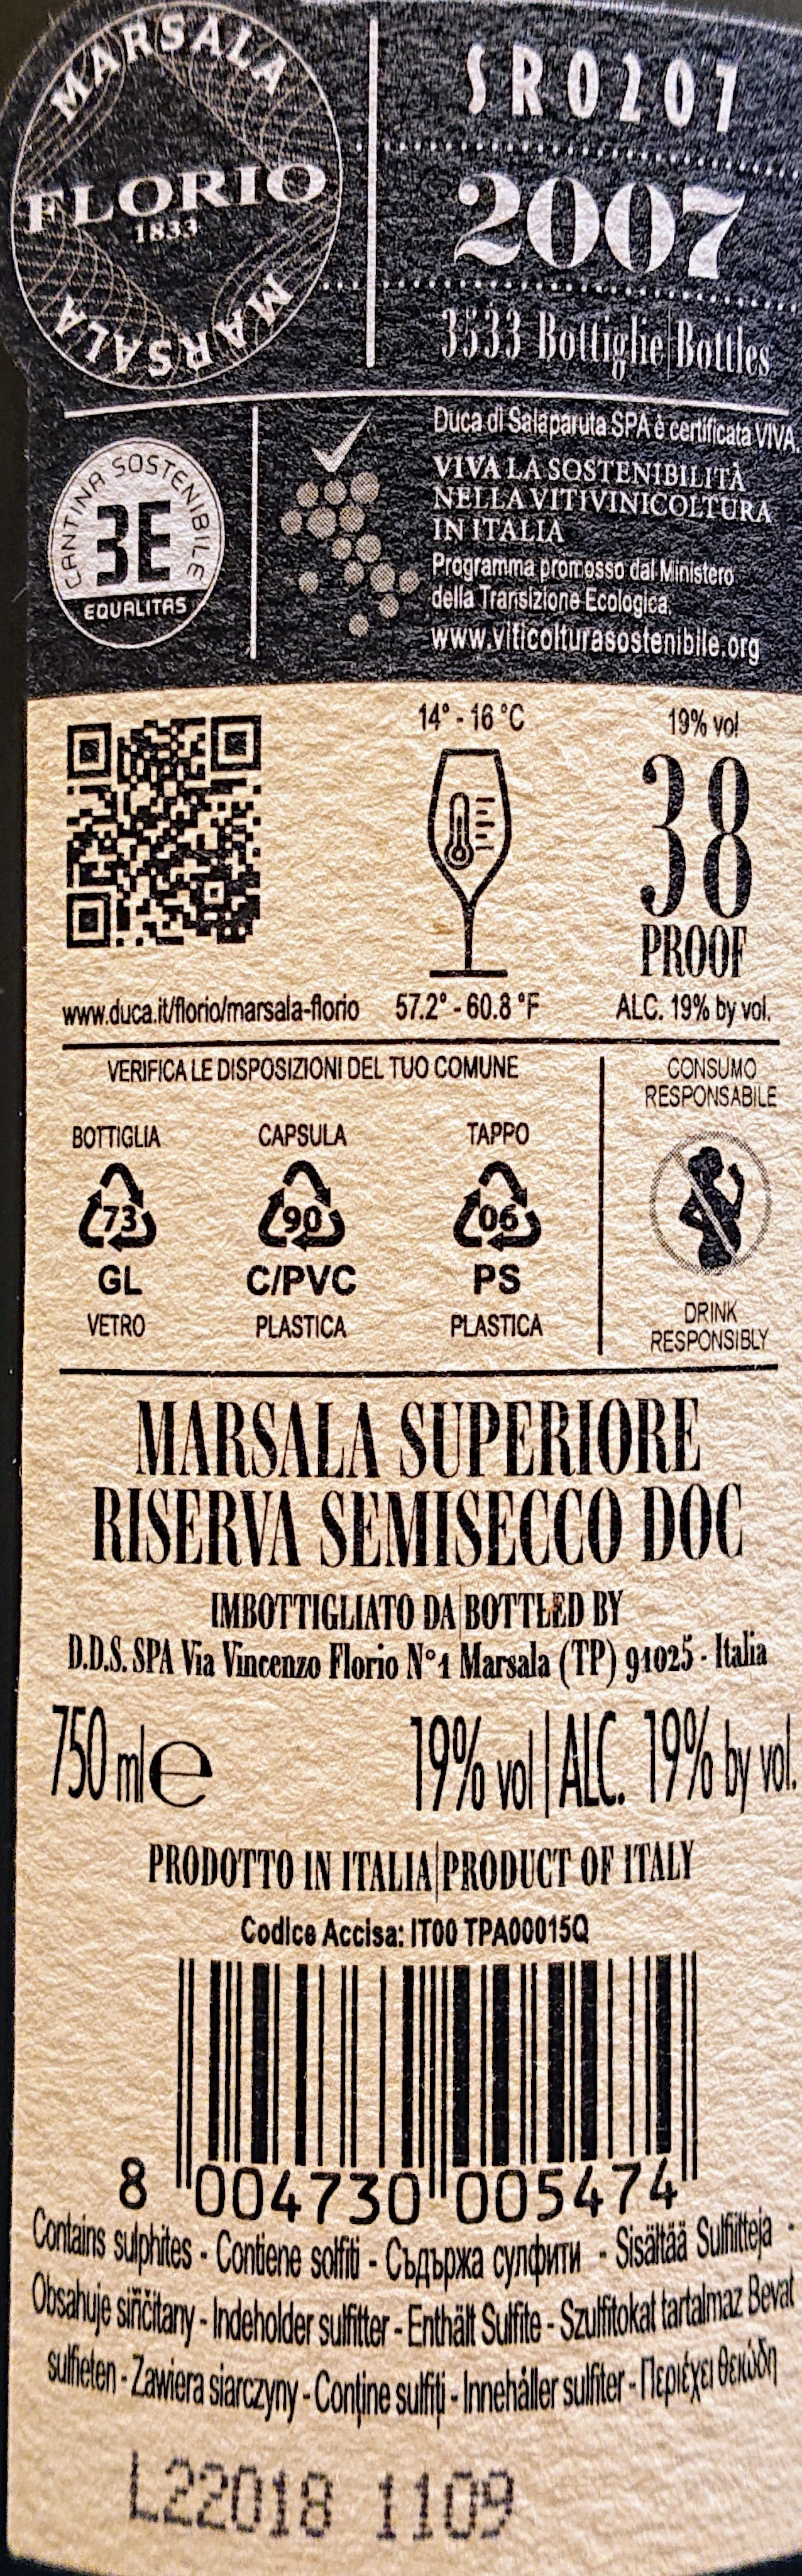 MARSALA
FLORIO
1833
MARSALA
SR0207
2007
3533 Bottiglie|Bottles
CANTINA SOSTENIBILE
3E
EQUALITAS
Duca di Salaparuta SPA è certificata VIVA.
VIVA LA SOSTENIBILITÀ
NELLA VITIVINICOLTURA
IN ITALIA
Programma promosso dal Ministero
della Transizione Ecologica.
www.viticolturasostenibile.org
14° - 16 °C
19% vol
38
PROOF
www.duca.it/florio/marsala-florio
57.2° - 60.8 °F
ALC. 19% by vol.
VERIFICA LE DISPOSIZIONI DEL TUO COMUNE
BOTTIGLIA
CAPSULA
TAPPO
73
90
06
GL
C/PVC
PS
VETRO
PLASTICA
PLASTICA
CONSUMO
RESPONSABILE
DRINK
RESPONSIBLY
MARSALA SUPERIORE
RISERVA SEMISECCO DOC
IMBOTTIGLIATO DA|BOTTLED BY
D.D.S. SPA Via Vincenzo Florio N°1 Marsala (TP) 91025 - Italia
750 ml e
19% vol | ALC. 19% by vol.
PRODOTTO IN ITALIA|PRODUCT OF ITALY
Codice Accisa: IT00 TPA00015Q
8 004730 005474
Contains sulphites - Contiene solfiti - Съдържа сулфити - Sisältää Sulfiitteja -
Obsahuje siřičitany - Indeholder sulfitter - Enthält Sulfite - Szulfitokat tartalmaz Bevat
sulfieten - Zawiera siarczyny - Conține sulfiți - Innehåller sulfiter - Περιέχει θειώδη
L22018 1109